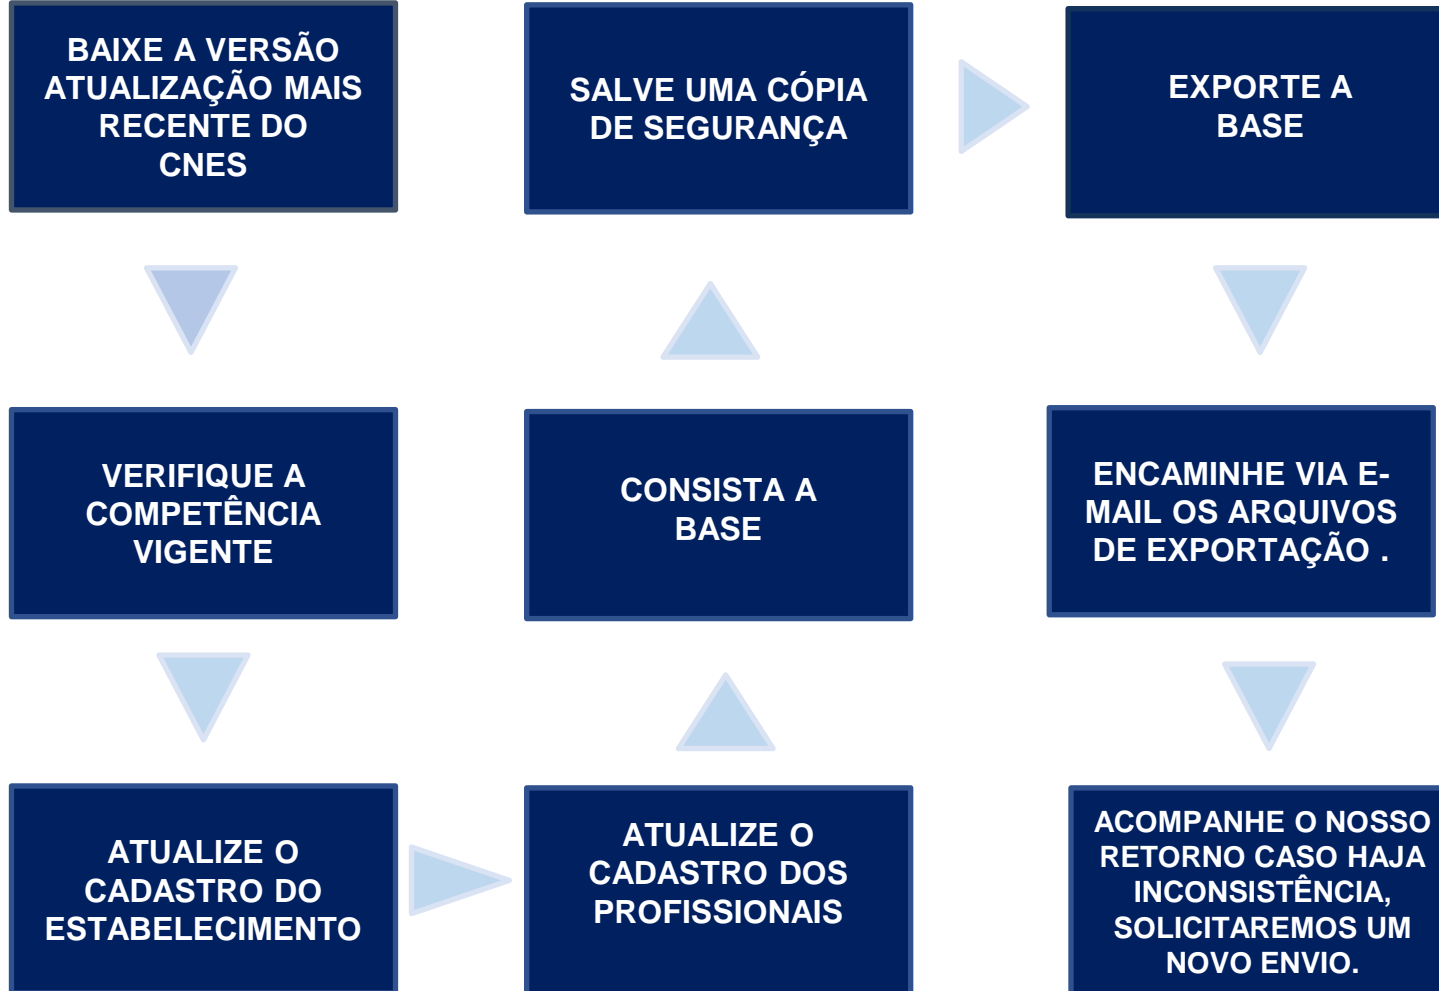 BAIXE A VERSÃO
ATUALIZAÇÃO MAIS
RECENTE DO
CNES
VERIFIQUE A
COMPETÊNCIA
VIGENTE
ATUALIZE O
CADASTRO DO
ESTABELECIMENTO
ATUALIZE O
CADASTRO DOS
PROFISSIONAIS
CONSISTA A
BASE
SALVE UMA CÓPIA
DE SEGURANÇA
EXPORTE A
BASE
ENCAMINHE VIA E-
MAIL OS ARQUIVOS
DE EXPORTAÇÃO .
ACOMPANHE O NOSSO
RETORNO CASO HAJA
INCONSISTÊNCIA,
SOLICITAREMOS UM
NOVO ENVIO.